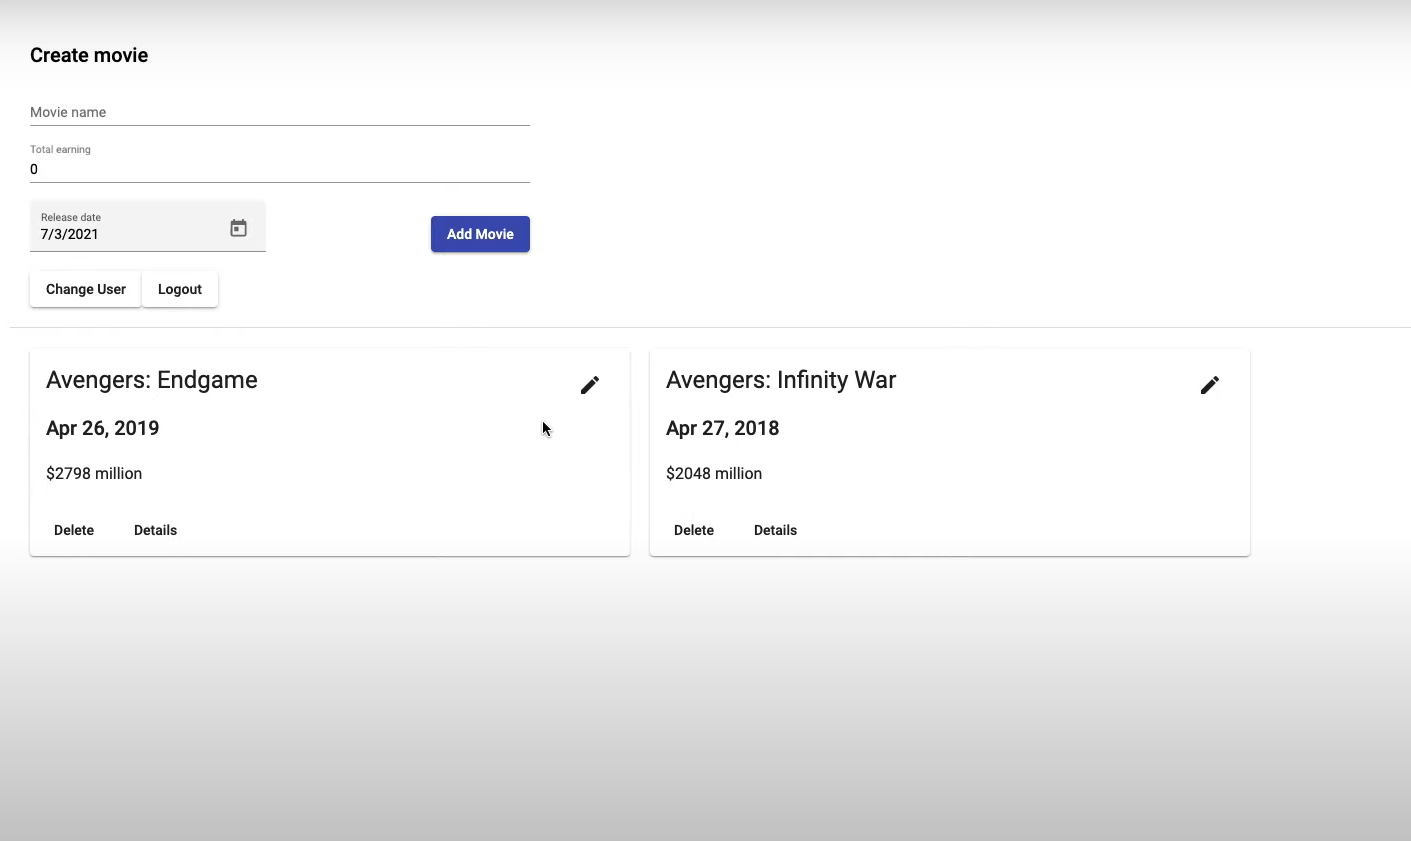 Create movie
Movie name
Total earning
0
Release date
7/3/2021
Add Movie
Change User
Logout
Avengers: Endgame
Apr 26, 2019
$2798 million
Delete
Details
Avengers: Infinity War
Apr 27, 2018
$2048 million
Delete
Details